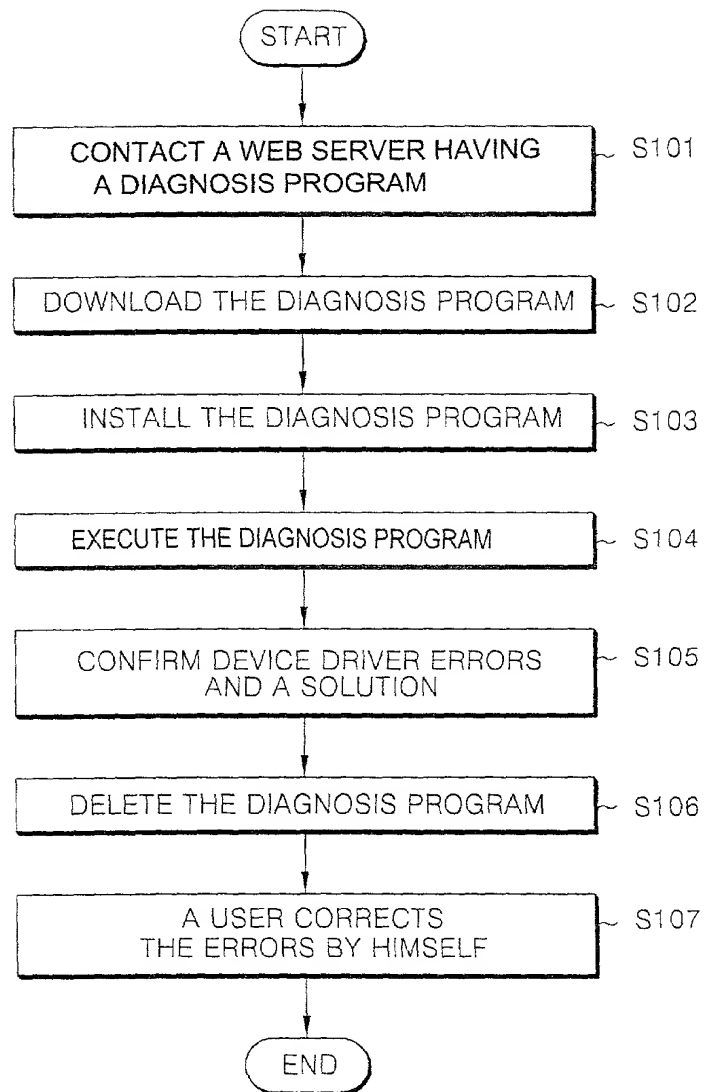 START
CONTACT A WEB SERVER HAVING
A DIAGNOSIS PROGRAM
S101
DOWNLOAD THE DIAGNOSIS PROGRAM
S102
INSTALL THE DIAGNOSIS PROGRAM
S103
EXECUTE THE DIAGNOSIS PROGRAM
S104
CONFIRM DEVICE DRIVER ERRORS
AND A SOLUTION
S105
DELETE THE DIAGNOSIS PROGRAM
S106
A USER CORRECTS
THE ERRORS BY HIMSELF
S107
END